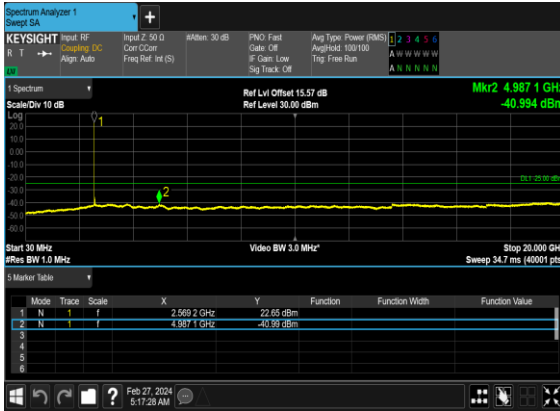 Spectrum Analyzer 1
Swept SA
+
KEYSIGHT Input: RF Input Z: 50 Ω #Atten: 30 dB PNO: Fast Avg Type: Power (RMS) 1 2 3 4 5 6
R T Coupling: DC Corr CCorr Gate: Off Avg|Hold: 100/100 A W W W W W
Align: Auto Freq Ref: Int (S) IF Gain: Low Trig: Free Run
Sig Track: Off A N N N N N
1 Spectrum Ref Lvl Offset 15.57 dB Mkr2 4.987 1 GHz
Scale/Div 10 dB Ref Level 30.00 dBm -40.994 dBm
Log
20.0
10.0
0.00
-10.0
-20.0
-30.0
-40.0
-50.0
-60.0
1
2
DL1 -25.00 dBm
Start 30 MHz Video BW 3.0 MHz* Stop 20.000 GHz
#Res BW 1.0 MHz Sweep 34.7 ms (40001 pts)
5 Marker Table
Mode Trace Scale X Y Function Function Width Function Value
1 N 1 f 2.569 2 GHz 22.65 dBm
2 N 1 f 4.987 1 GHz -40.99 dBm
3
4
5
6
? Feb 27, 2024
5:17:28 AM